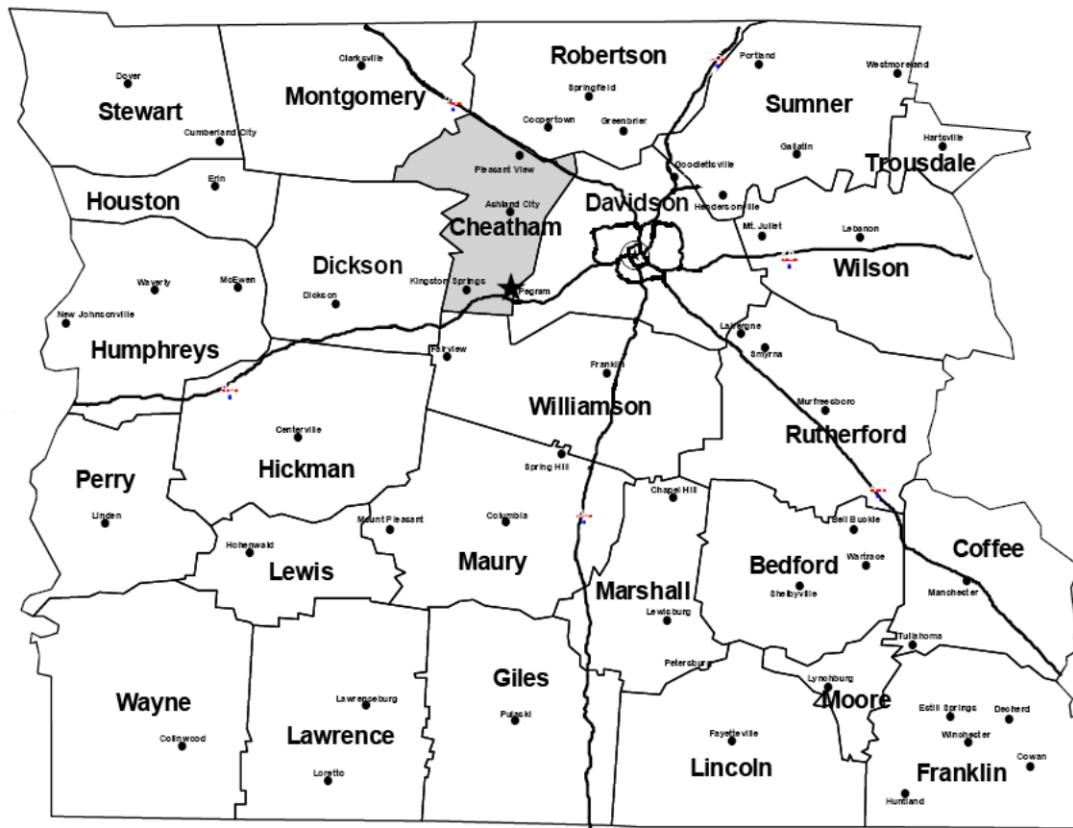 Robertson
Portland
Clarksville
Westmoreland
Dover
Montgomery
Springfield
Sumner
Stewart
Coopertown
Greenbrier
Cumberland City
Hartsville
Gallatin
Trousdale
Pleasant View
Goodlettsville
Erin
Houston
Davidson
Hendersonville
Ashland City
Cheatham
Mt. Juliet
Lebanon
Dickson
Wilson
Waverly
McEwen
Kingston Springs
Pegram
Dickson
New Johnsonville
LaVergne
Humphreys
Fairview
Smyrna
Franklin
Williamson
Murfreesboro
Rutherford
Centerville
Hickman
Spring Hill
Perry
Chapel Hill
Linden
Mount Pleasant
Columbia
Bell Buckle
Hohenwald
Coffee
Maury
Lewis
Bedford
Wartrace
Marshall
Shelbyville
Manchester
Lewisburg
Tullahoma
Petersburg
Giles
Lynchburg
Wayne
Moore
Lawrenceburg
Estill Springs
Decherd
Pulaski
Lawrence
Fayetteville
Winchester
Colinwood
Cowan
Lincoln
Franklin
Loretto
Huntland